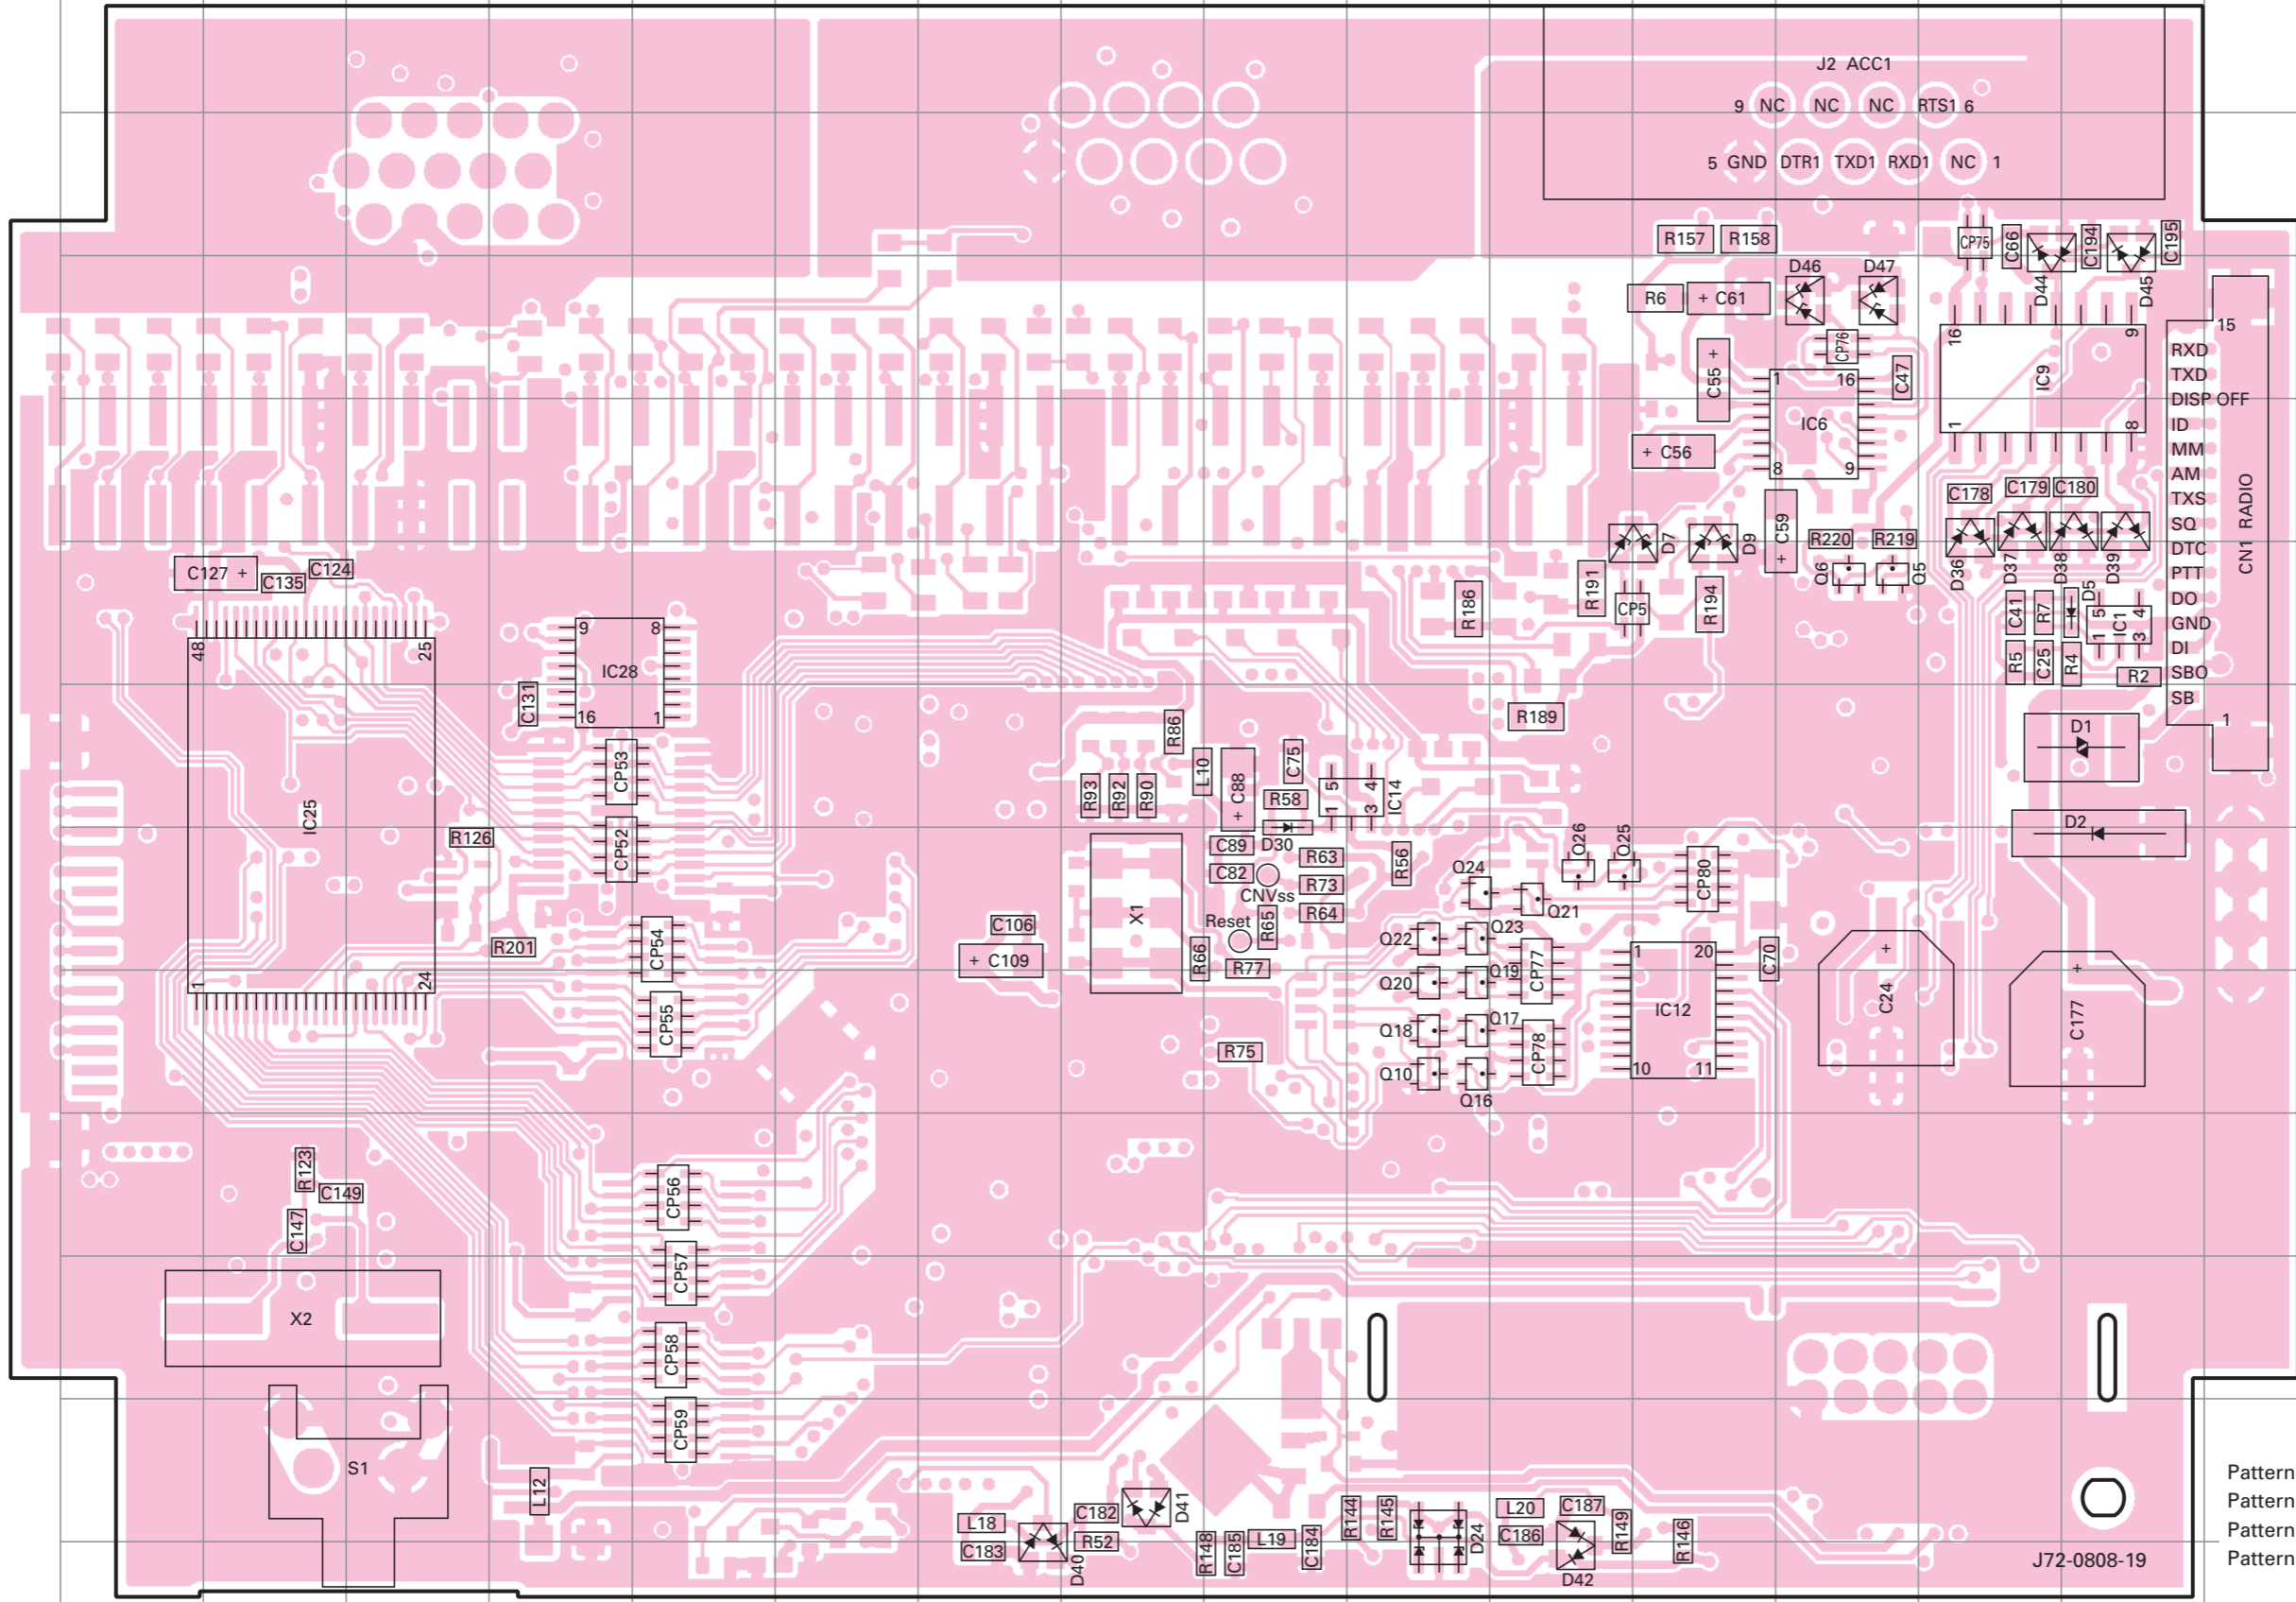 J2 ACC1
9 NC NC NC RTS1 6
5 GND DTR1 TXD1 RXD1 NC 1
R157 R158 CP75 C66 C194 C195
D46 D47 D44 D45
R6 + C61
16 9 15
CP76 RXD
C55 + 1 16 C47 IC9 TXD
DISP OFF
IC6 1 8 ID
+ C56 MM
8 9 AM
C178 C179 C180 TXS
CN1 RADIO
SQ
D7 D9 C59 + R220 R219 DTC
C127 + C135 C124 Q6 Q5 D36 D37 D38 D39 PTT
R186 R191 CP5 R194 C41 R7 D5 5 4 DO
48 25 9 8 IC1 GND
1 3 DI
IC28 R5 C25 R4 R2 SBO
C131 16 1 SB
R189 1
R86 D1
CP53 L10 C88 + C75
R93 R92 R90 R58 5 4 IC14
1 3
IC25 D2
R126 CP52 C89 D30 R63 R56 Q26 Q25
C82 R73 Q24 CP80
CNVss
X1 Reset R65 R64 Q21
C106 Q22 Q23
R201 CP54 + C109 R66 R77 CP77 1 20 C70 + +
1 24 Q20 Q19
CP55 IC12 C24 C177
Q18 Q17
R75 CP78
Q10 10 11
Q16
R123 C149 CP56
C147
CP57
X2
CP58
CP59
S1
L12
Pattern
L18 C182 D41 R144 R145 L20 C187 Pattern
C183 R52 R148 C185 L19 C184 D24 C186 R149 R146 Pattern
D40 D42 J72-0808-19 Pattern